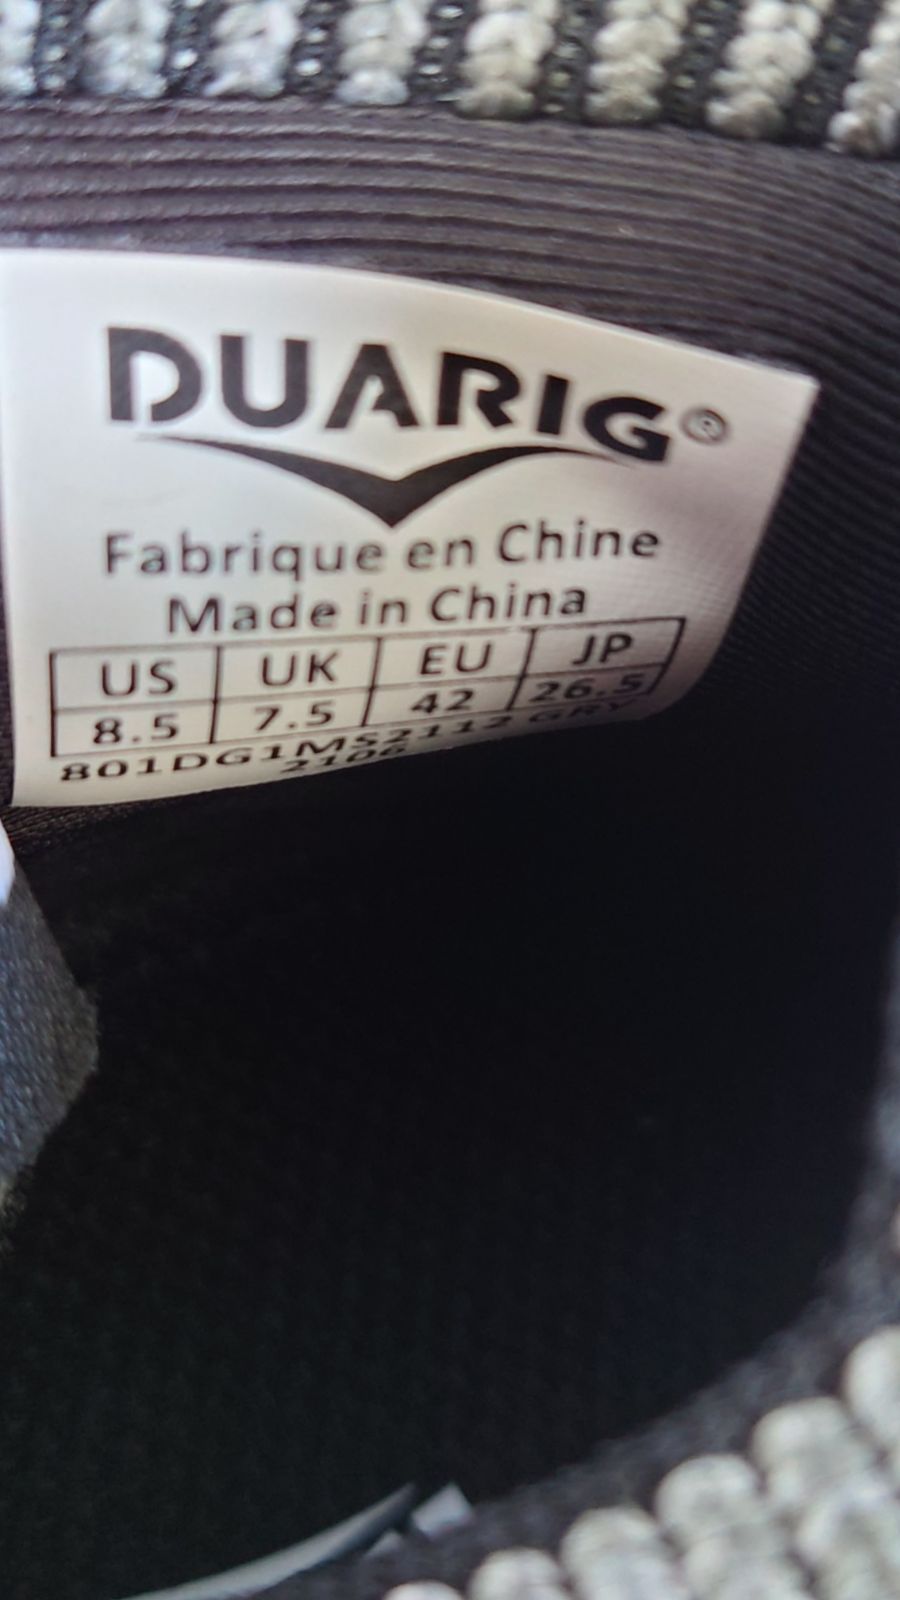 DUARIG®
Fabrique en Chine
Made in China
US UK EU JP
8.5 7.5 42 26.5
801DG1MS2112 GRY
2106